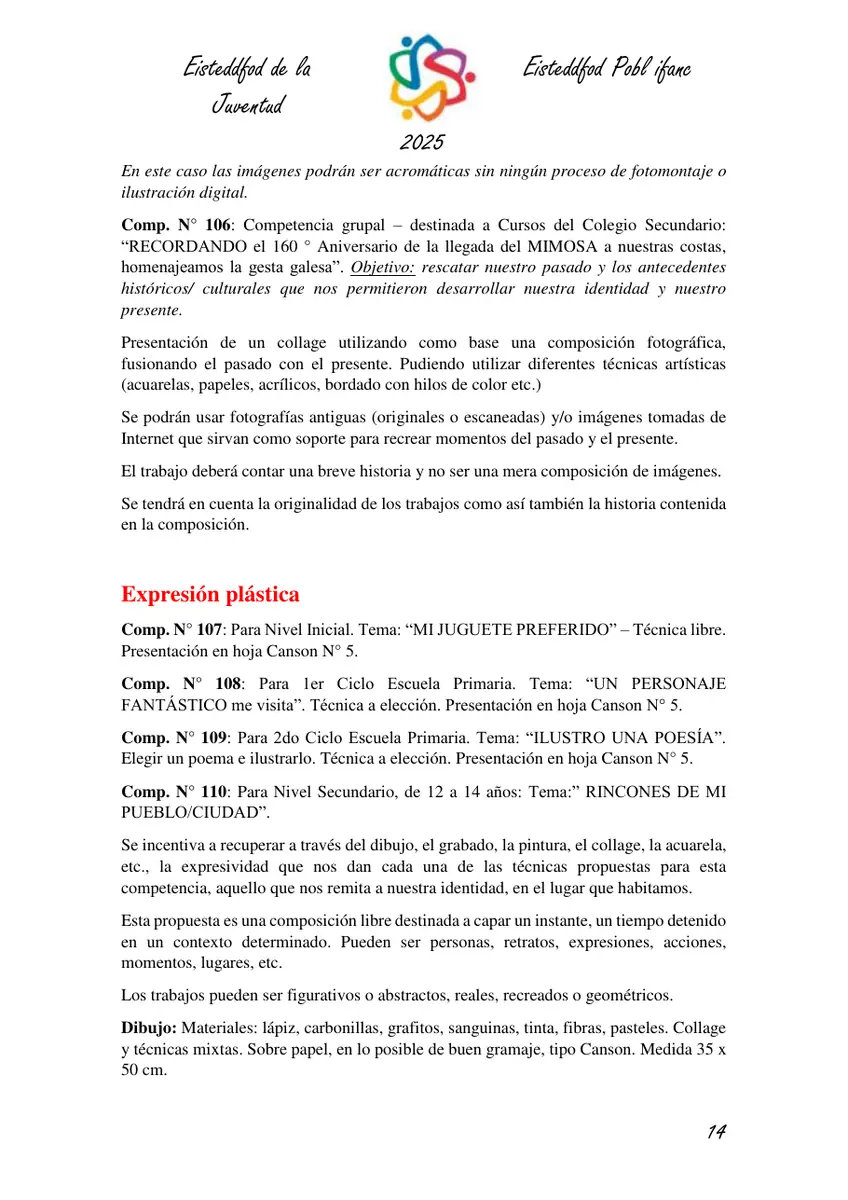 Eisteddfod de la
Juventud
Eisteddfod Pobl ifanc
2025
En este caso las imágenes podrán ser acromáticas sin ningún proceso de fotomontaje o
ilustración digital.
Comp. N° 106: Competencia grupal – destinada a Cursos del Colegio Secundario:
“RECORDANDO el 160 ° Aniversario de la llegada del MIMOSA a nuestras costas,
homenajeamos la gesta galesa”. Objetivo: rescatar nuestro pasado y los antecedentes
históricos/ culturales que nos permitieron desarrollar nuestra identidad y nuestro
presente.
Presentación de un collage utilizando como base una composición fotográfica,
fusionando el pasado con el presente. Pudiendo utilizar diferentes técnicas artísticas
(acuarelas, papeles, acrílicos, bordado con hilos de color etc.)
Se podrán usar fotografías antiguas (originales o escaneadas) y/o imágenes tomadas de
Internet que sirvan como soporte para recrear momentos del pasado y el presente.
El trabajo deberá contar una breve historia y no ser una mera composición de imágenes.
Se tendrá en cuenta la originalidad de los trabajos como así también la historia contenida
en la composición.
Expresión plástica
Comp. N° 107: Para Nivel Inicial. Tema: “MI JUGUETE PREFERIDO” – Técnica libre.
Presentación en hoja Canson N° 5.
Comp. N° 108: Para 1er Ciclo Escuela Primaria. Tema: “UN PERSONAJE
FANTÁSTICO me visita”. Técnica a elección. Presentación en hoja Canson N° 5.
Comp. N° 109: Para 2do Ciclo Escuela Primaria. Tema: “ILUSTRO UNA POESÍA”.
Elegir un poema e ilustrarlo. Técnica a elección. Presentación en hoja Canson N° 5.
Comp. N° 110: Para Nivel Secundario, de 12 a 14 años: Tema:” RINCONES DE MI
PUEBLO/CIUDAD”.
Se incentiva a recuperar a través del dibujo, el grabado, la pintura, el collage, la acuarela,
etc., la expresividad que nos dan cada una de las técnicas propuestas para esta
competencia, aquello que nos remita a nuestra identidad, en el lugar que habitamos.
Esta propuesta es una composición libre destinada a capar un instante, un tiempo detenido
en un contexto determinado. Pueden ser personas, retratos, expresiones, acciones,
momentos, lugares, etc.
Los trabajos pueden ser figurativos o abstractos, reales, recreados o geométricos.
Dibujo: Materiales: lápiz, carbonillas, grafitos, sanguinas, tinta, fibras, pasteles. Collage
y técnicas mixtas. Sobre papel, en lo posible de buen gramaje, tipo Canson. Medida 35 x
50 cm.
14